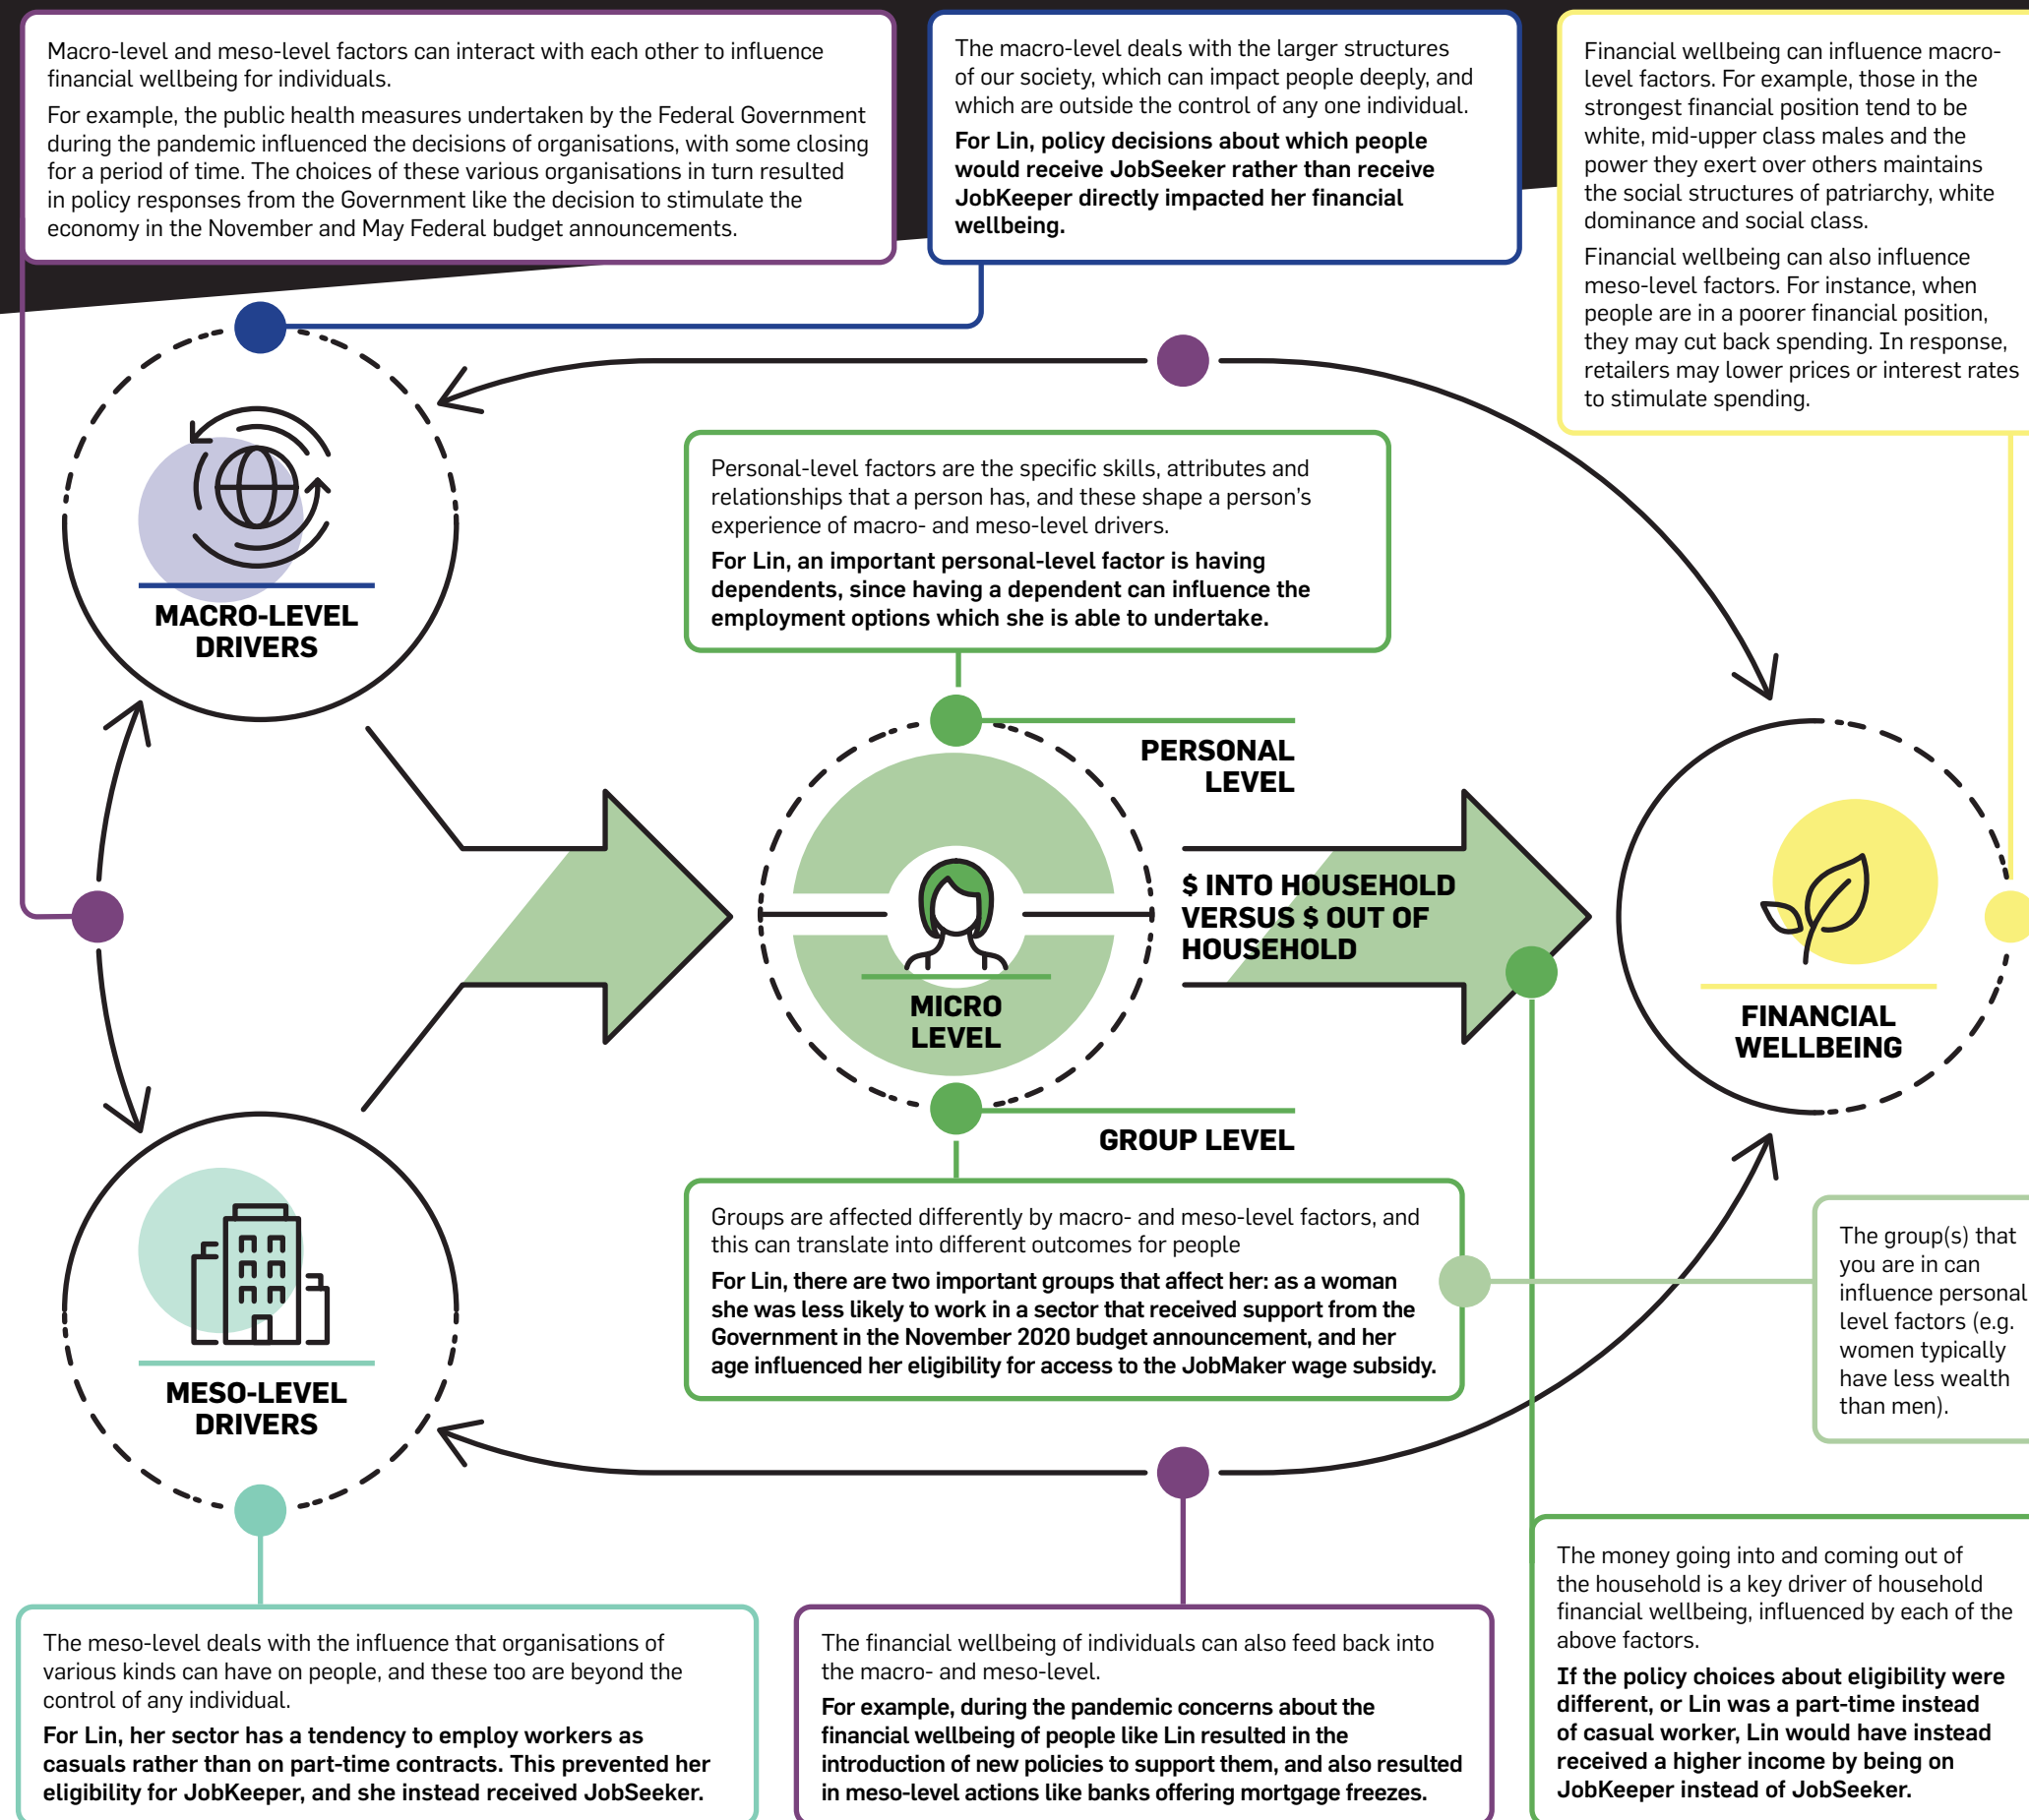 Macro-level and meso-level factors can interact with each other to influence
financial wellbeing for individuals.
For example, the public health measures undertaken by the Federal Government
during the pandemic influenced the decisions of organisations, with some closing
for a period of time. The choices of these various organisations in turn resulted
in policy responses from the Government like the decision to stimulate the
economy in the November and May Federal budget announcements.
The macro-level deals with the larger structures
of our society, which can impact people deeply, and
which are outside the control of any one individual.
For Lin, policy decisions about which people
would receive JobSeeker rather than receive
JobKeeper directly impacted her financial
wellbeing.
Financial wellbeing can influence macro-
level factors. For example, those in the
strongest financial position tend to be
white, mid-upper class males and the
power they exert over others maintains
the social structures of patriarchy, white
dominance and social class.
Financial wellbeing can also influence
meso-level factors. For instance, when
people are in a poorer financial position,
they may cut back spending. In response,
retailers may lower prices or interest rates
to stimulate spending.
Personal-level factors are the specific skills, attributes and
relationships that a person has, and these shape a person's
experience of macro- and meso-level drivers.
For Lin, an important personal-level factor is having
dependents, since having a dependent can influence the
employment options which she is able to undertake.
MACRO-LEVEL
DRIVERS
PERSONAL
LEVEL
$ INTO HOUSEHOLD
VERSUS $ OUT OF
HOUSEHOLD
MICRO
LEVEL
FINANCIAL
WELLBEING
GROUP LEVEL
Groups are affected differently by macro- and meso-level factors, and
this can translate into different outcomes for people
For Lin, there are two important groups that affect her: as a woman
she was less likely to work in a sector that received support from the
Government in the November 2020 budget announcement, and her
age influenced her eligibility for access to the JobMaker wage subsidy.
The group(s) that
you are in can
influence personal
level factors (e.g.
women typically
have less wealth
than men).
MESO-LEVEL
DRIVERS
The meso-level deals with the influence that organisations of
various kinds can have on people, and these too are beyond the
control of any individual.
For Lin, her sector has a tendency to employ workers as
casuals rather than on part-time contracts. This prevented her
eligibility for JobKeeper, and she instead received JobSeeker.
The financial wellbeing of individuals can also feed back into
the macro- and meso-level.
For example, during the pandemic concerns about the
financial wellbeing of people like Lin resulted in the
introduction of new policies to support them, and also resulted
in meso-level actions like banks offering mortgage freezes.
The money going into and coming out of
the household is a key driver of household
financial wellbeing, influenced by each of the
above factors.
If the policy choices about eligibility were
different, or Lin was a part-time instead
of casual worker, Lin would have instead
received a higher income by being on
JobKeeper instead of JobSeeker.